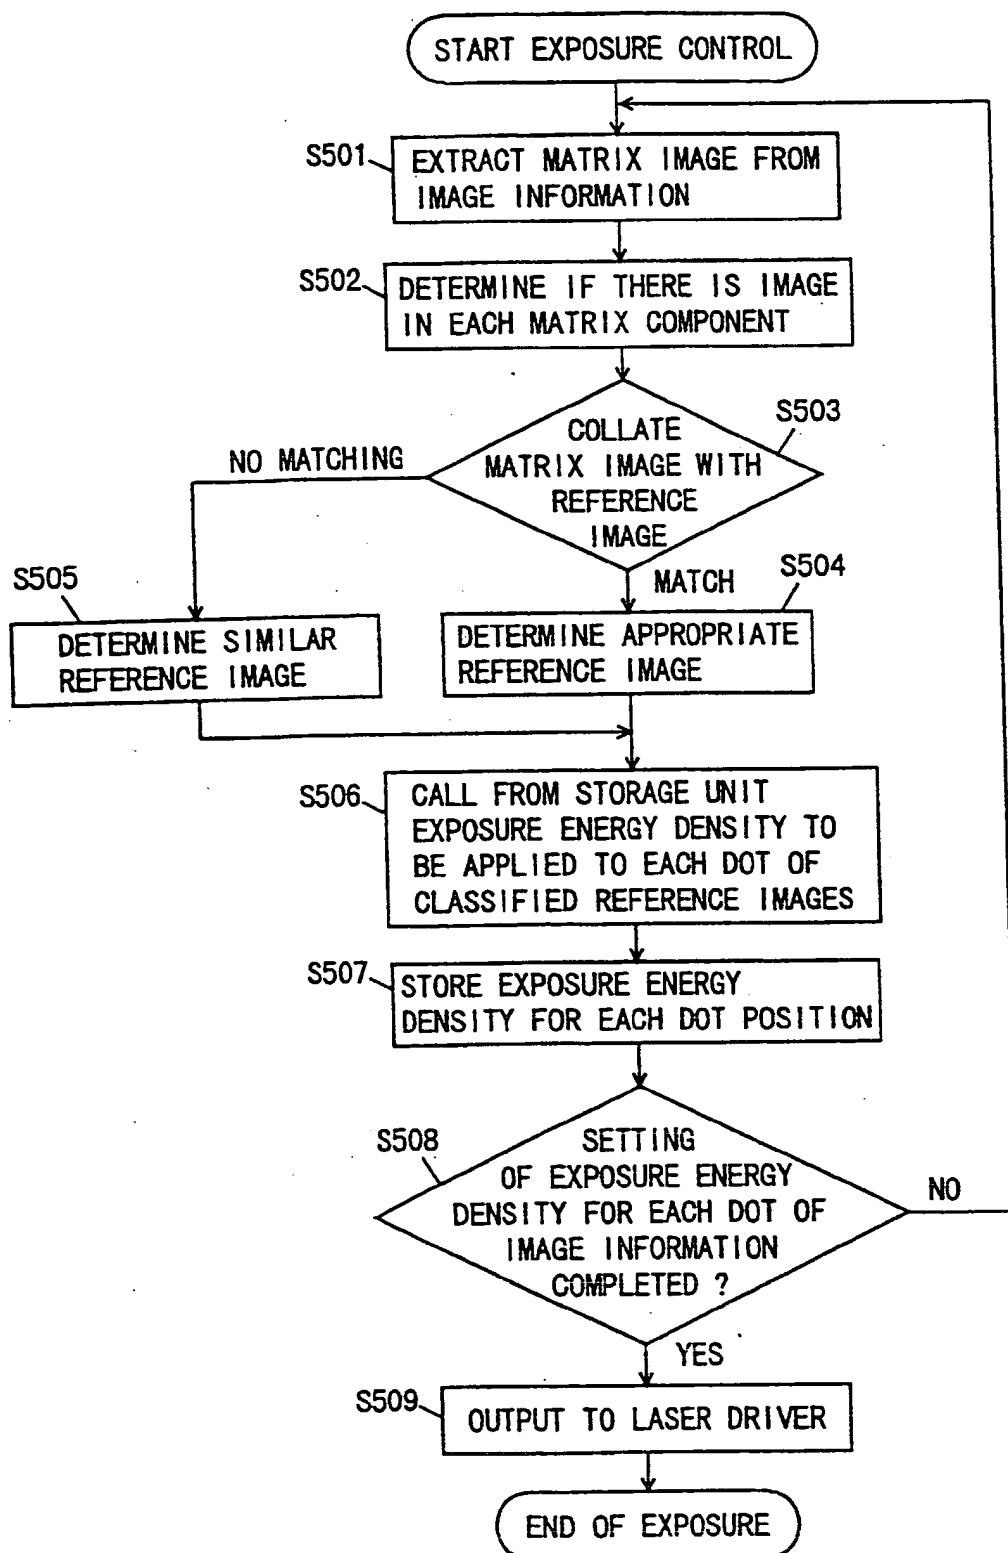 START EXPOSURE CONTROL
S501
EXTRACT MATRIX IMAGE FROM
IMAGE INFORMATION
S502
DETERMINE IF THERE IS IMAGE
IN EACH MATRIX COMPONENT
S503
COLLATE
MATRIX IMAGE WITH
REFERENCE
IMAGE
NO MATCHING
MATCH
S505
DETERMINE SIMILAR
REFERENCE IMAGE
S504
DETERMINE APPROPRIATE
REFERENCE IMAGE
S506
CALL FROM STORAGE UNIT
EXPOSURE ENERGY DENSITY TO
BE APPLIED TO EACH DOT OF
CLASSIFIED REFERENCE IMAGES
S507
STORE EXPOSURE ENERGY
DENSITY FOR EACH DOT POSITION
S508
SETTING
OF EXPOSURE ENERGY
DENSITY FOR EACH DOT OF
IMAGE INFORMATION
COMPLETED ?
NO
YES
S509
OUTPUT TO LASER DRIVER
END OF EXPOSURE